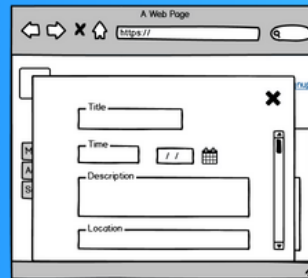 A Web Page
https://
Title
Time
/ /
Description
Location